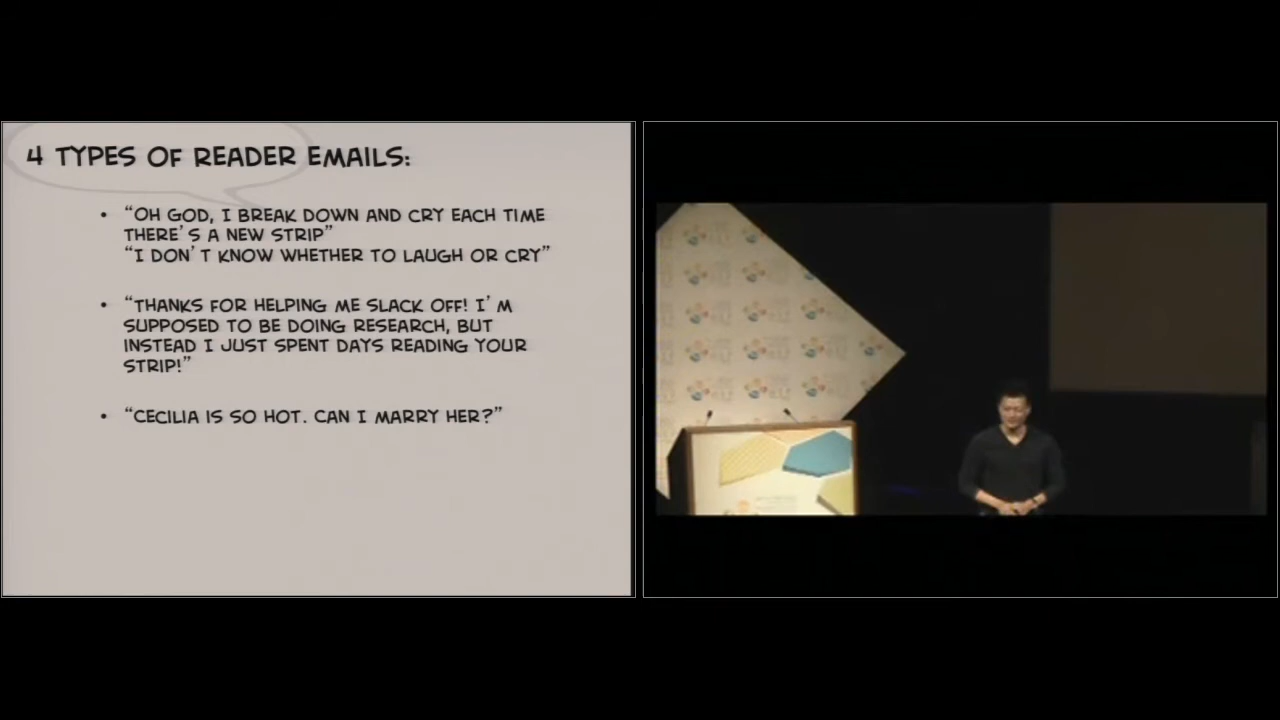 4 TYPES OF READER EMAILS:
• “OH GOD, I BREAK DOWN AND CRY EACH TIME
THERE’S A NEW STRIP”
“I DON’T KNOW WHETHER TO LAUGH OR CRY”
• “THANKS FOR HELPING ME SLACK OFF! I’M
SUPPOSED TO BE DOING RESEARCH, BUT
INSTEAD I JUST SPENT DAYS READING YOUR
STRIP!”
• “CECILIA IS SO HOT. CAN I MARRY HER?”